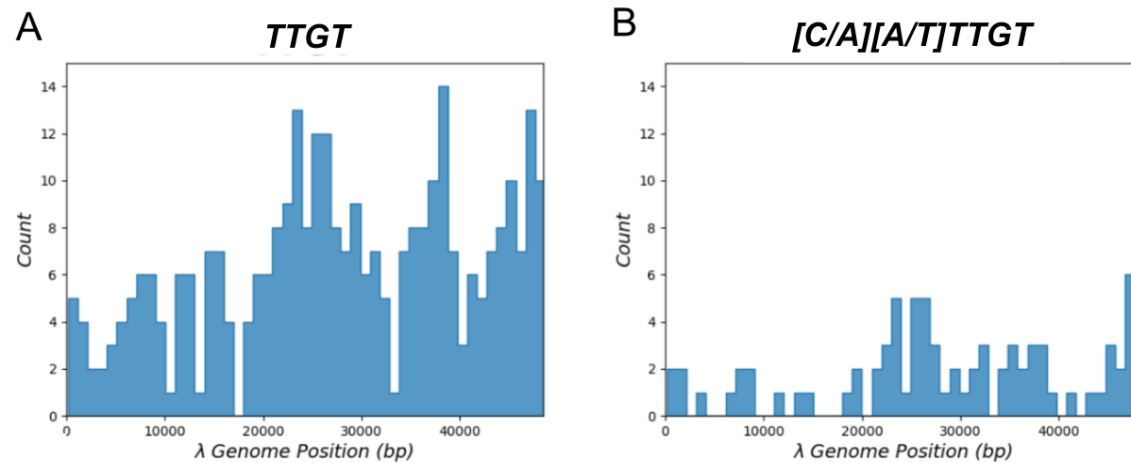 A
TTGT
14
12
10
8
6
4
2
0
Count
0 10000 20000 30000 40000
λ Genome Position (bp)
B
[C/A][A/T]TTGT
14
12
10
8
6
4
2
0
Count
0 10000 20000 30000 40000
λ Genome Position (bp)